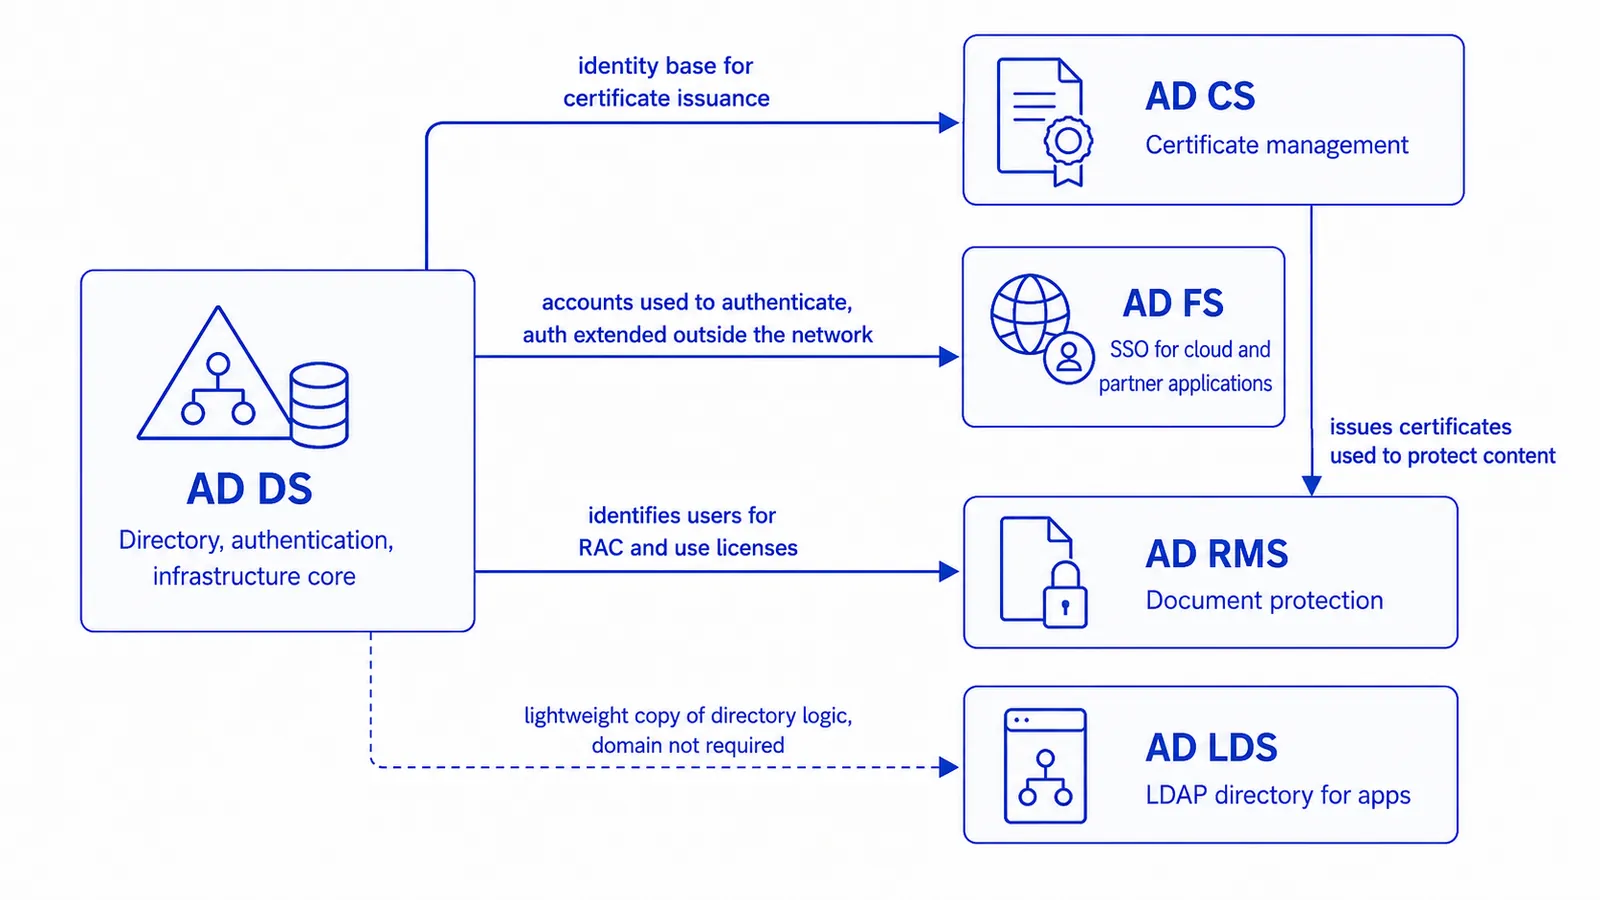 identity base for
certificate issuance
AD CS
Certificate management
accounts used to authenticate,
auth extended outside the network
AD FS
SSO for cloud and
partner applications
AD DS
Directory, authentication,
infrastructure core
issues certificates
used to protect content
identifies users for
RAC and use licenses
AD RMS
Document protection
lightweight copy of directory logic,
domain not required
AD LDS
LDAP directory for apps